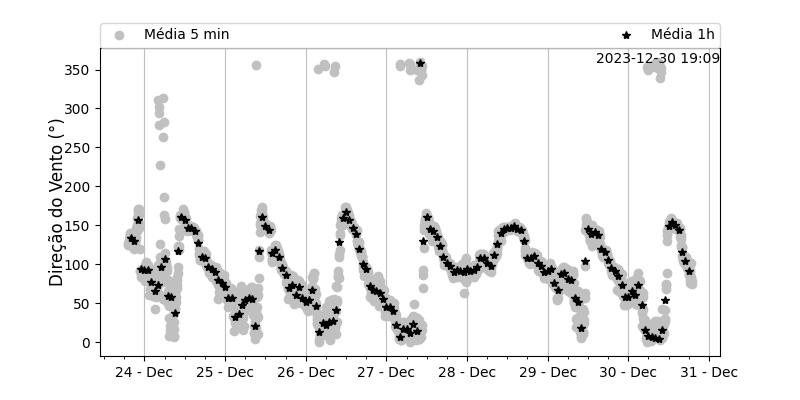 Média 5 min
Média 1h
2023-12-30 19:09
Direção do Vento (°)
350
300
250
200
150
100
50
0
24 - Dec
25 - Dec
26 - Dec
27 - Dec
28 - Dec
29 - Dec
30 - Dec
31 - Dec